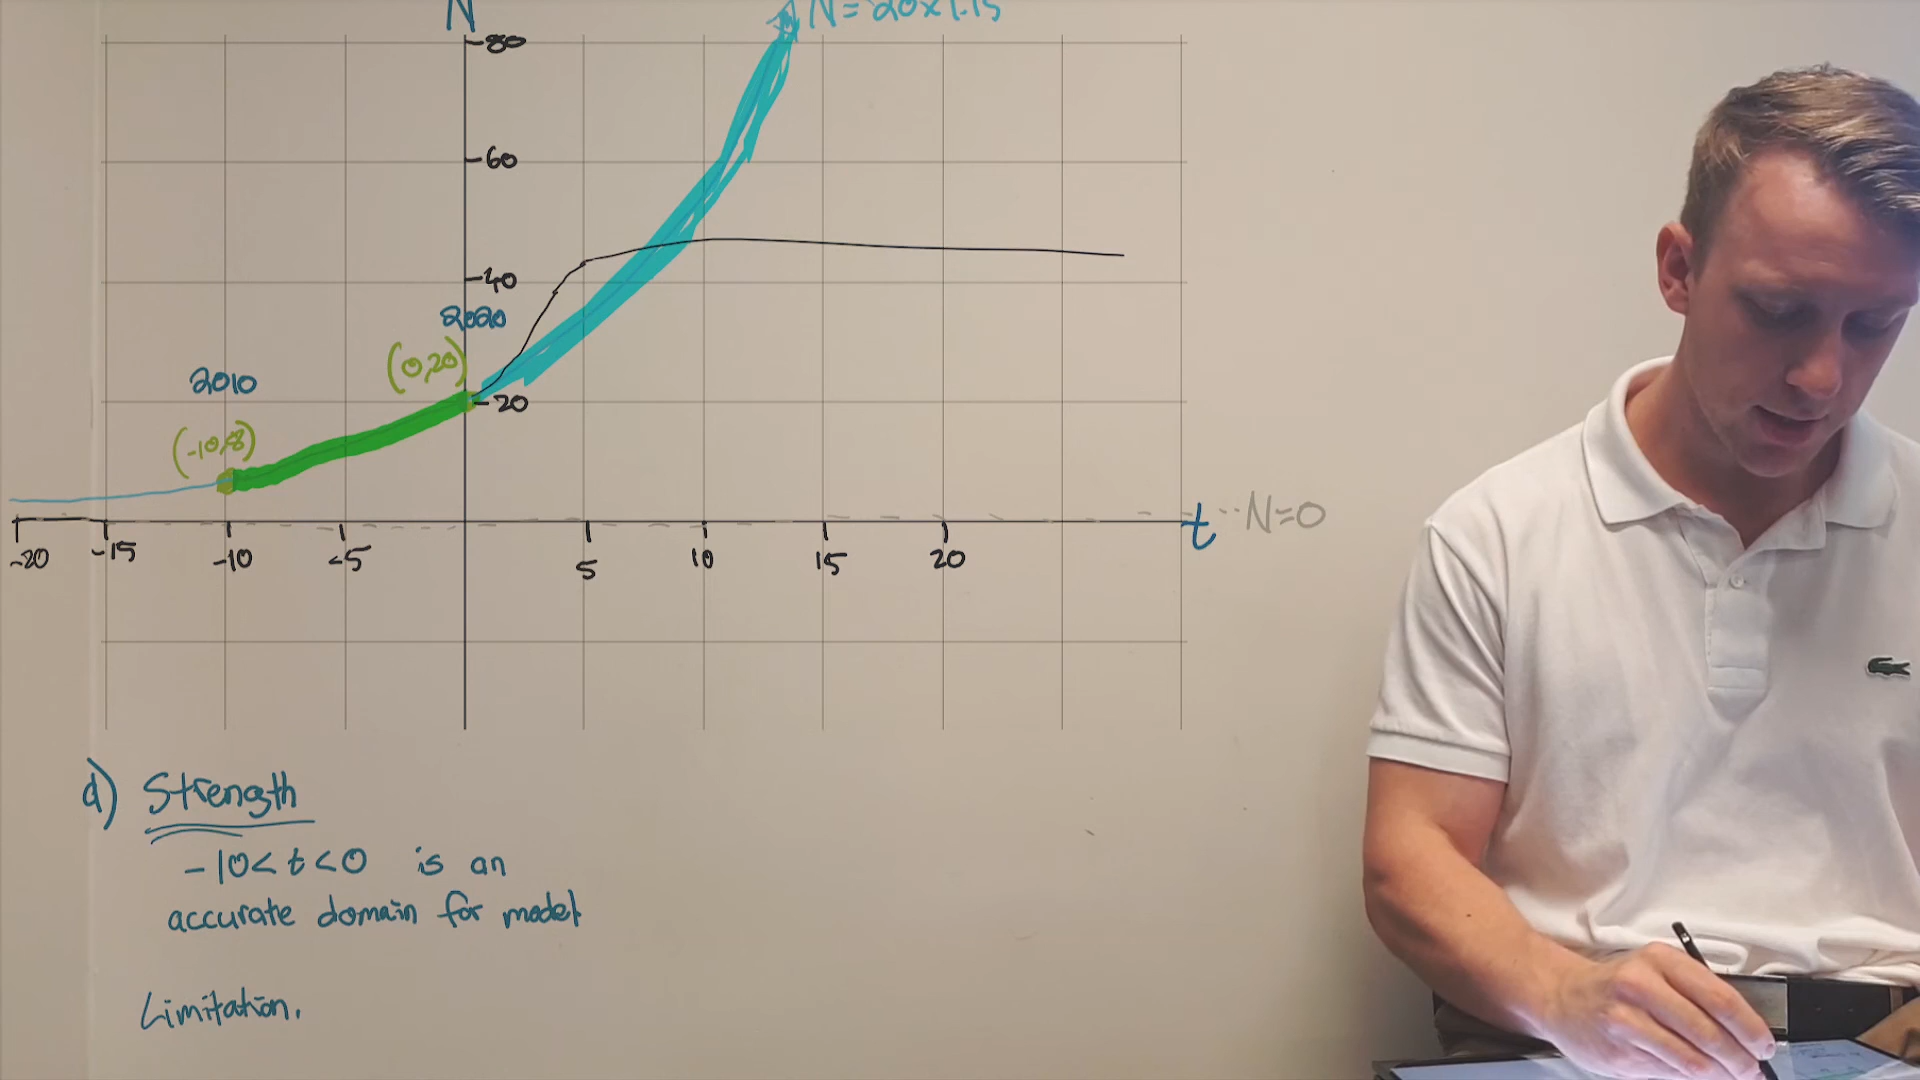 N
N = 20×1.15
80
60
40
2020
(0,20)
2010
20
(-10,8)
t
N=0
-20
-15
-10
-5
5
10
15
20
d) Strength
-10< t <0 is an
accurate domain for model
Limitation.